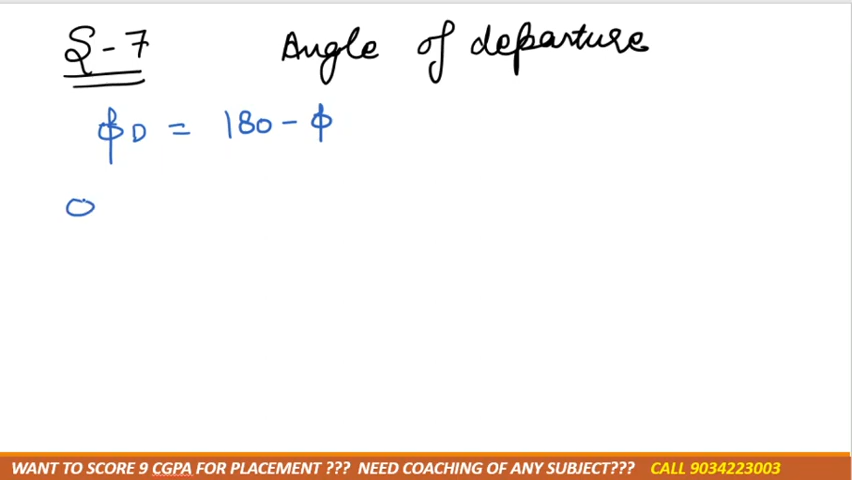 S-7 Angle of departure
ϕD = 180 - ϕ
O
WANT TO SCORE 9 CGPA FOR PLACEMENT ??? NEED COACHING OF ANY SUBJECT??? CALL 9034223003